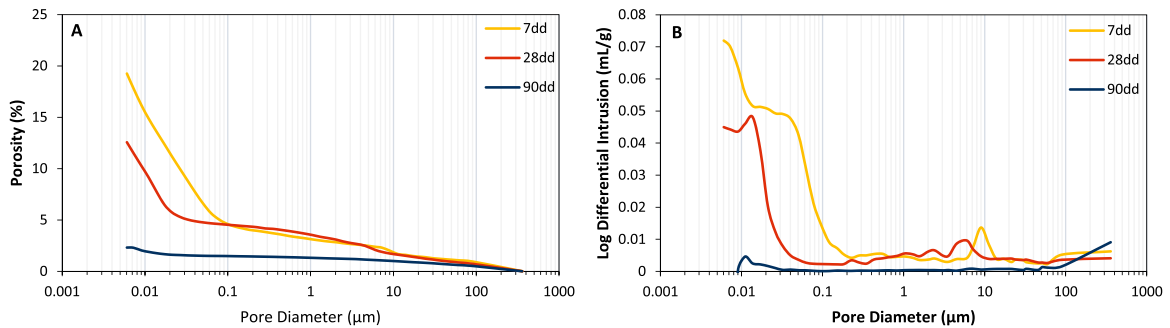 A
Porosity (%)
25
20
15
10
5
0
0.001 0.01 0.1 1 10 100 1000
Pore Diameter (µm)
7dd
28dd
90dd
B
Log Differential Intrusion (mL/g)
0.08
0.07
0.06
0.05
0.04
0.03
0.02
0.01
0
0.001 0.01 0.1 1 10 100 1000
Pore Diameter (µm)
7dd
28dd
90dd